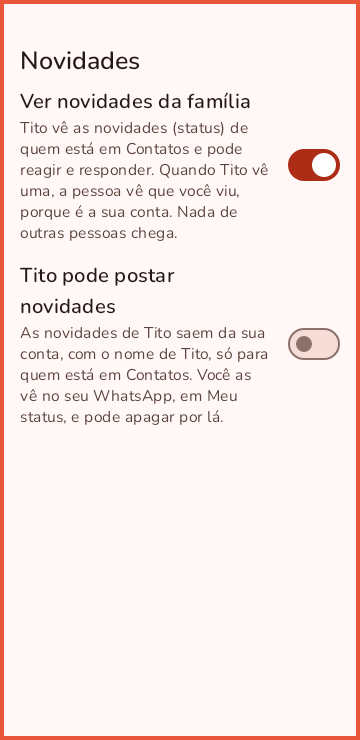 Novidades
Ver novidades da família
Tito vê as novidades (status) de
quem está em Contatos e pode
reagir e responder. Quando Tito vê
uma, a pessoa vê que você viu,
porque é a sua conta. Nada de
outras pessoas chega.
Tito pode postar
novidades
As novidades de Tito saem da sua
conta, com o nome de Tito, só para
quem está em Contatos. Você as
vê no seu WhatsApp, em Meu
status, e pode apagar por lá.